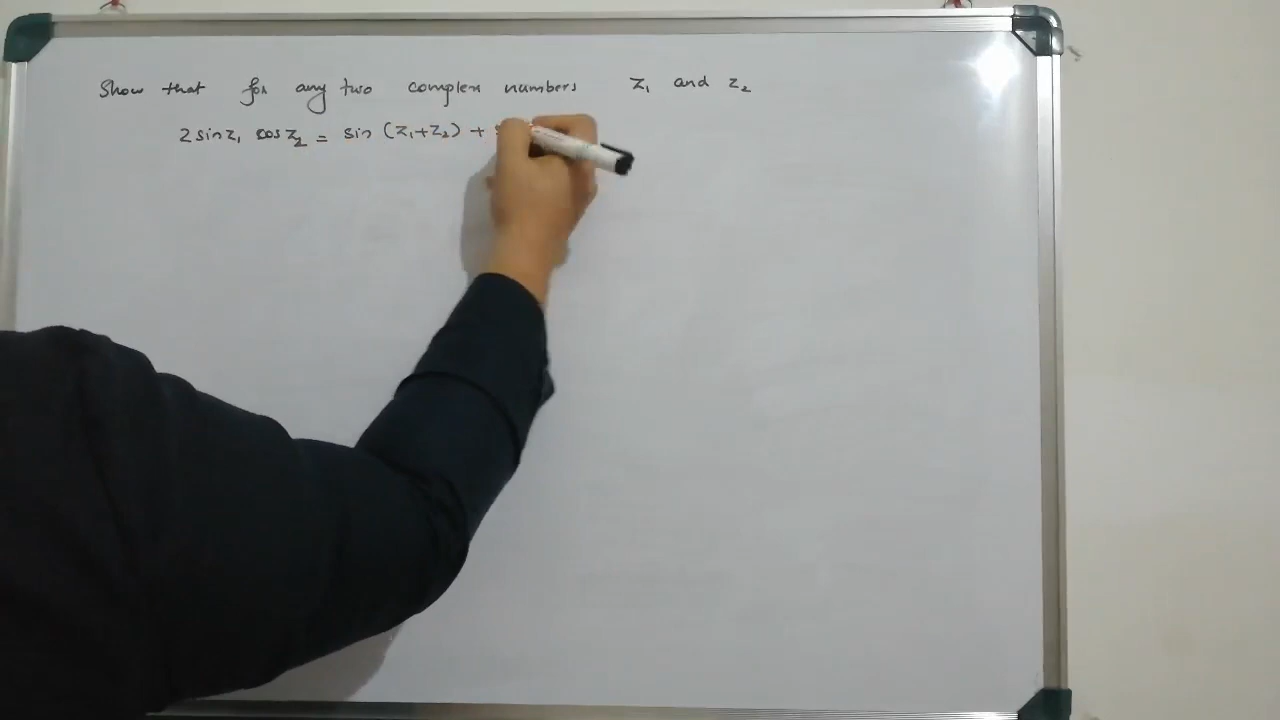 Show that for any two complex numbers z₁ and z₂
2 sin z₁ cos z₂ = sin (z₁+z₂) +